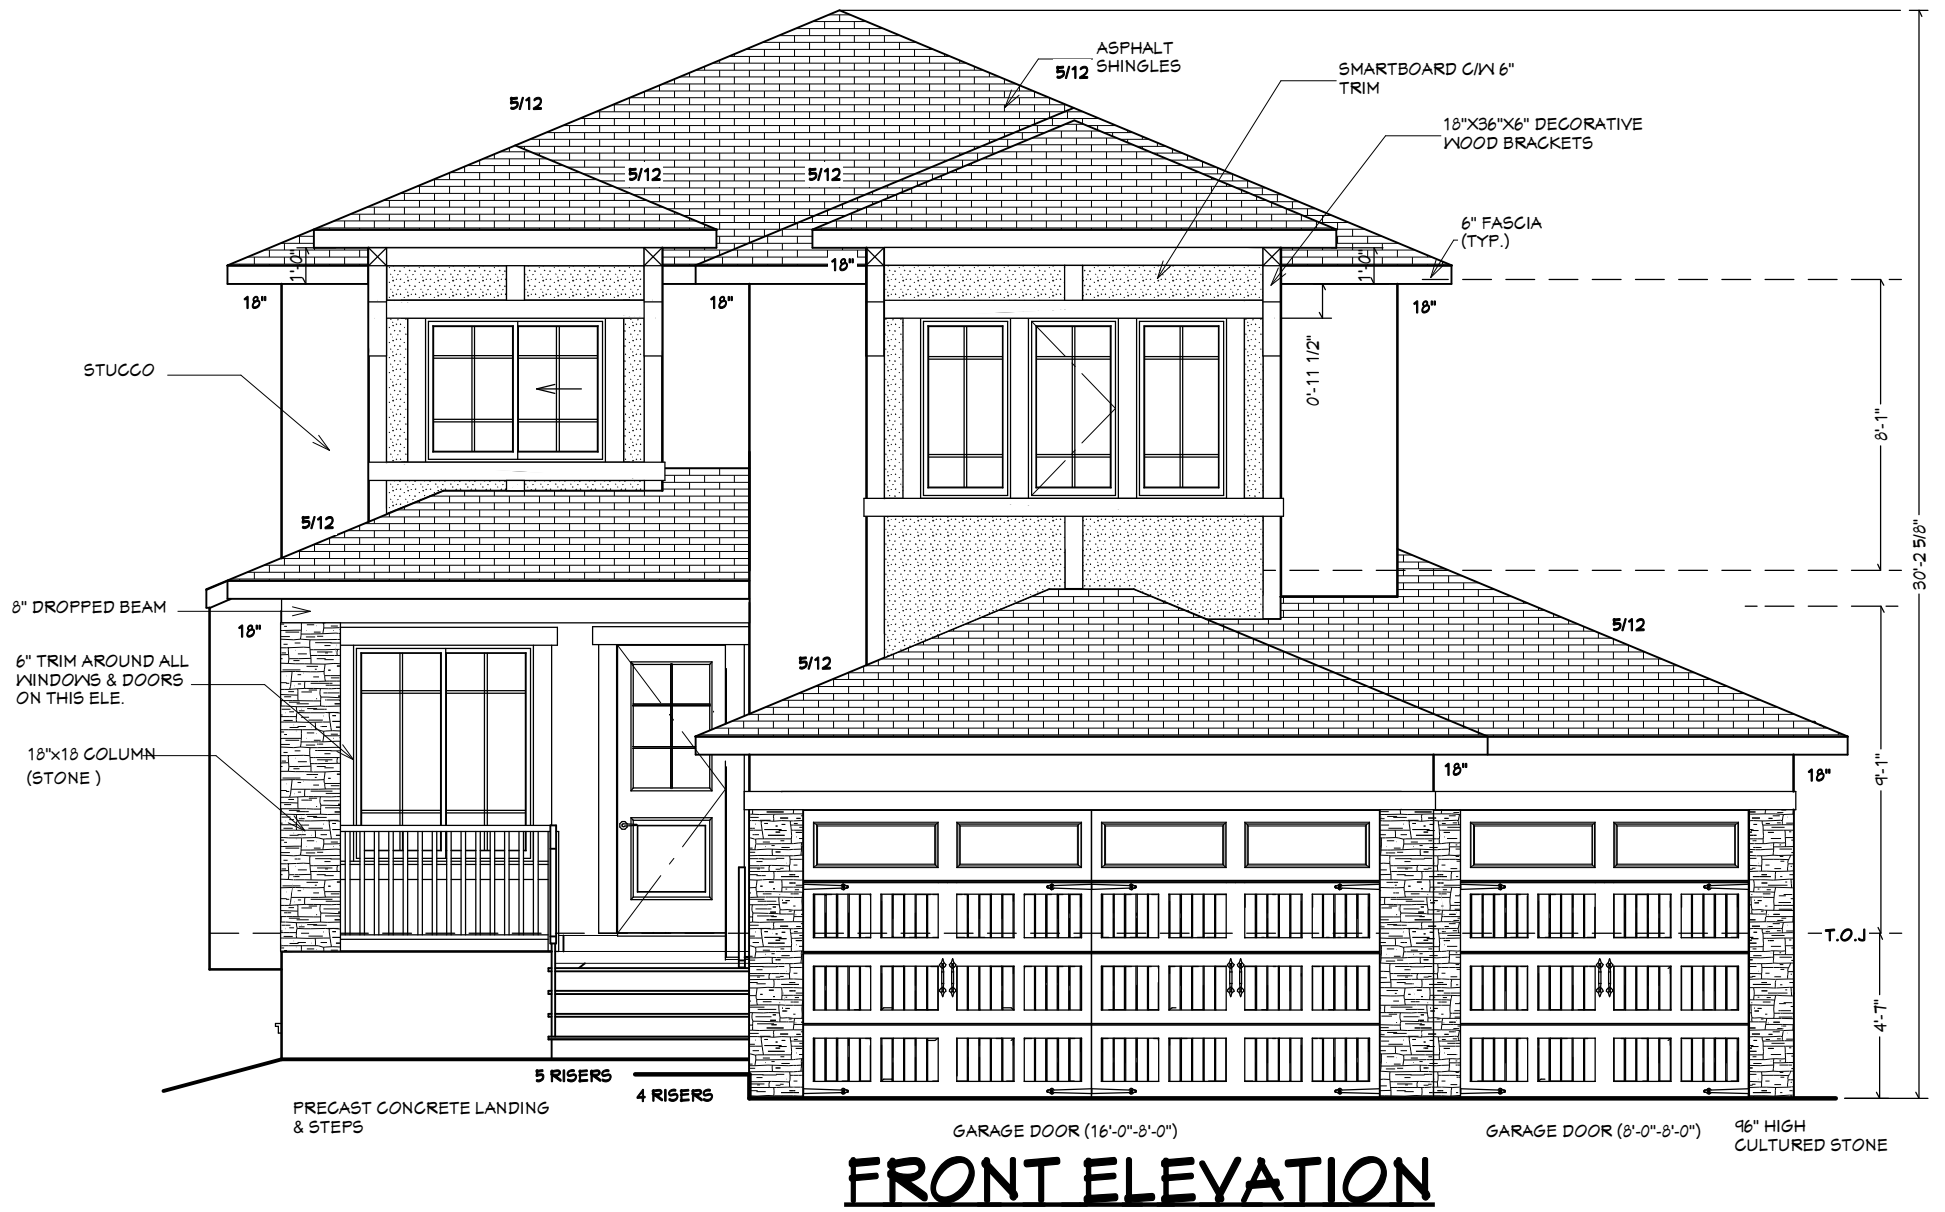 ASPHALT
SHINGLES
5/12
5/12
SMARTBOARD C/W 6"
TRIM
18"X36"X6" DECORATIVE
WOOD BRACKETS
5/12
5/12
6" FASCIA
(TYP.)
1'-0"
18"
1'-0"
18"
18"
18"
0'-11 1/2"
STUCCO
8'-1"
5/12
30'-2 5/8"
8" DROPPED BEAM
18"
5/12
5/12
6" TRIM AROUND ALL
WINDOWS & DOORS
ON THIS ELE.
18"x18 COLUMN
(STONE )
18"
18"
9'-1"
T.O.J
4'-7"
5 RISERS
4 RISERS
PRECAST CONCRETE LANDING
& STEPS
GARAGE DOOR (16'-0"-8'-0")
GARAGE DOOR (8'-0"-8'-0")
96" HIGH
CULTURED STONE
FRONT ELEVATION